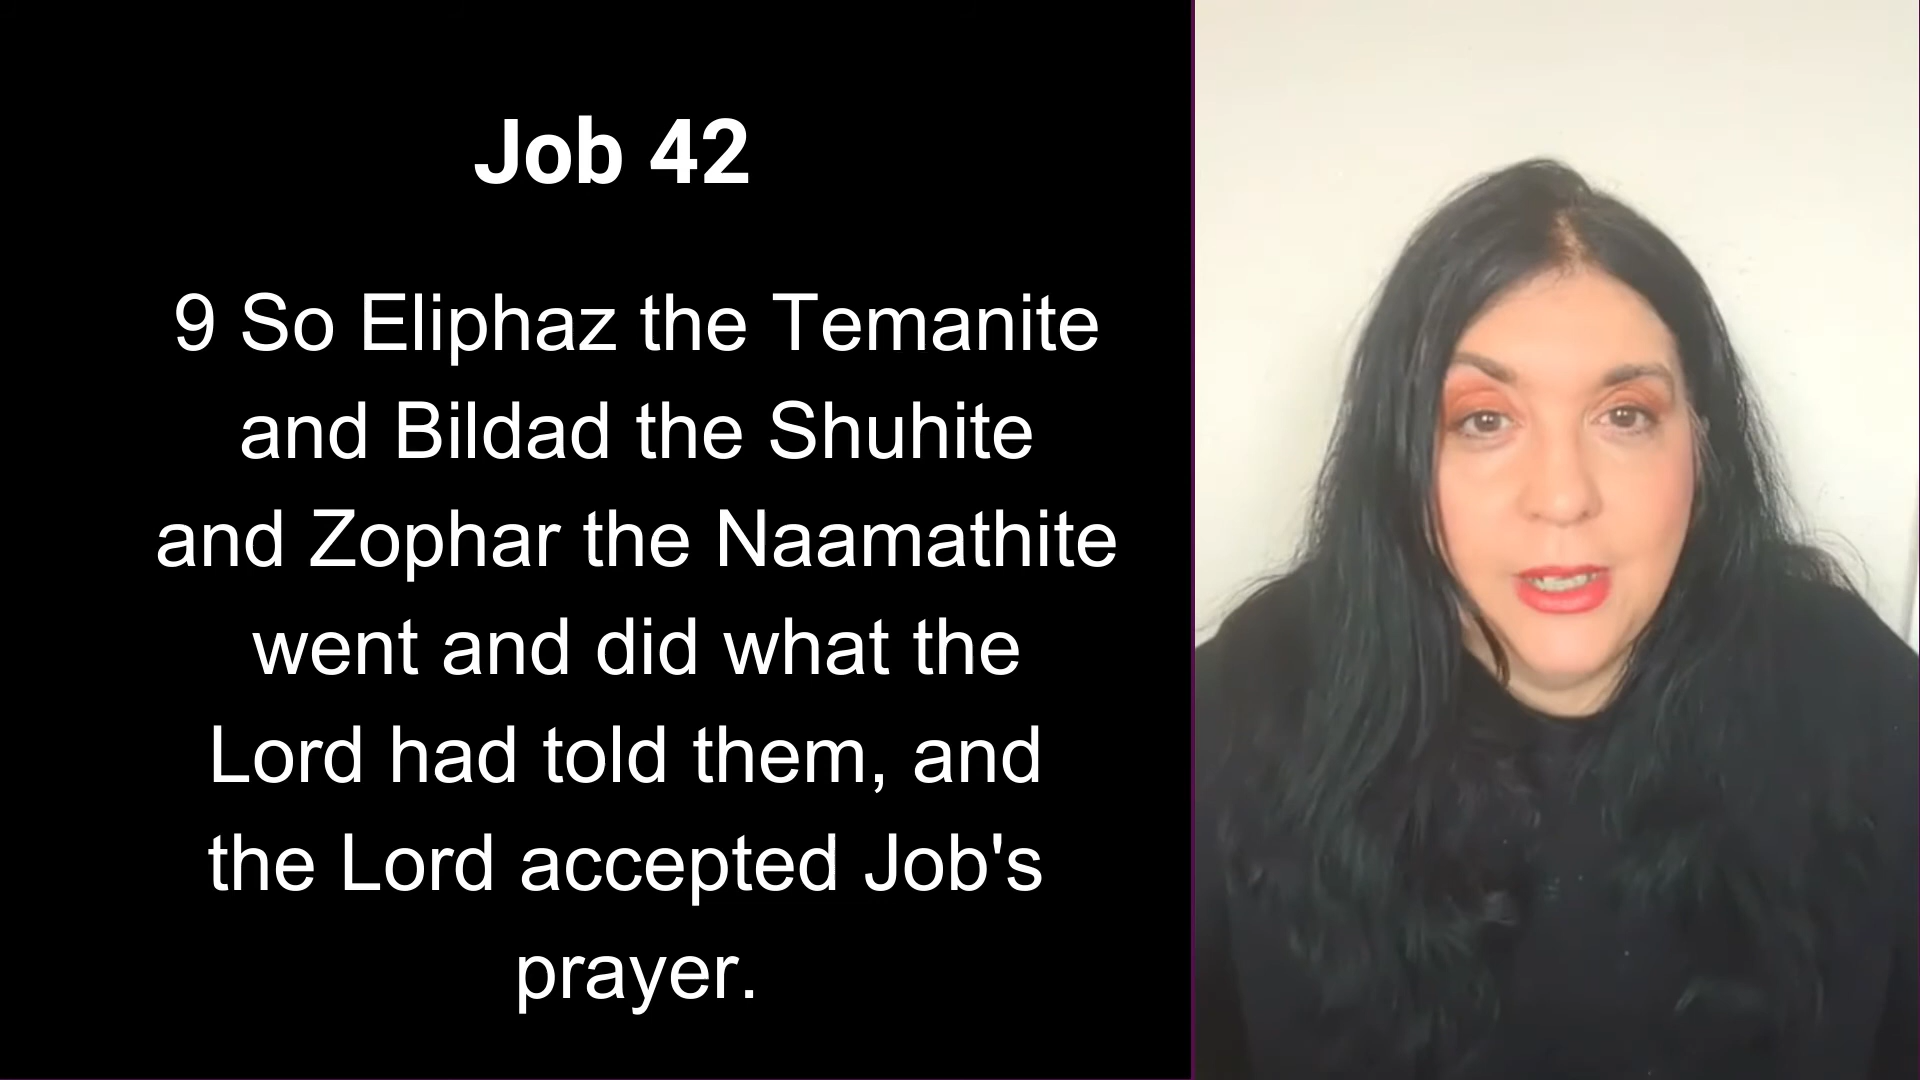 Job 42
9 So Eliphaz the Temanite
and Bildad the Shuhite
and Zophar the Naamathite
went and did what the
Lord had told them, and
the Lord accepted Job's
prayer.